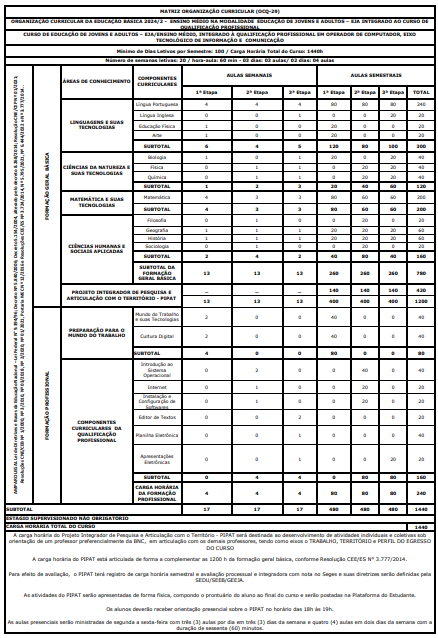 MATRIZ ORGANIZAÇÃO CURRICULAR (OCQ-29)
ORGANIZAÇÃO CURRICULAR DA EDUCAÇÃO BÁSICA 2024/2 - ENSINO MÉDIO NA MODALIDADE EDUCAÇÃO DE JOVENS E ADULTOS – EJA INTEGRADO AO CURSO DE QUALIFICAÇÃO PROFISSIONAL
CURSO DE EDUCAÇÃO DE JOVENS E ADULTOS - EJA/ENSINO MÉDIO, INTEGRADO À QUALIFICAÇÃO PROFISSIONAL EM OPERADOR DE COMPUTADOR, EIXO TECNOLÓGICO DE INFORMAÇÃO E COMUNICAÇÃO
Mínimo de Dias Letivos por Semestre: 100 / Carga Horária Total do Curso: 1440h
Número de semanas letivas: 20 / hora-aula: 60 min - 03 dias: 03 aulas/ 02 dias: 04 aulas
ÁREAS DE CONHECIMENTO COMPONENTES CURRICULARES AULAS SEMANAIS AULAS SEMESTRAIS
1ª Etapa 2ª Etapa 3ª Etapa 1ª Etapa 2ª Etapa 3ª Etapa TOTAL
FORMAÇÃO GERAL BÁSICA
LINGUAGENS E SUAS TECNOLOGIAS
Língua Portuguesa 4 4 4 80 80 80 240
Língua Inglesa 0 0 1 0 0 20 20
Educação Física 1 0 0 20 0 0 20
Arte 1 0 0 20 0 0 20
SUBTOTAL 6 4 5 120 80 100 300
CIÊNCIAS DA NATUREZA E SUAS TECNOLOGIAS
Biologia 1 0 1 20 0 20 40
Física 0 1 1 0 20 20 40
Química 0 1 1 0 20 20 40
SUBTOTAL 1 2 3 20 40 60 120
MATEMÁTICA E SUAS TECNOLOGIAS
Matemática 4 3 3 80 60 60 200
SUBTOTAL 4 3 3 80 60 60 200
CIÊNCIAS HUMANAS E SOCIAIS APLICADAS
Filosofia 0 1 0 0 20 0 20
Geografia 1 1 1 20 20 20 60
História 1 1 1 20 20 20 60
Sociologia 0 1 0 0 20 0 20
SUBTOTAL 2 4 2 40 80 40 160
SUBTOTAL DA FORMAÇÃO GERAL BÁSICA 13 13 13 260 260 260 780
PROJETO INTEGRADOR DE PESQUISA E ARTICULAÇÃO COM O TERRITÓRIO - PIPAT
_ _ _ 140 140 140 420
13 13 13 400 400 400 1200
FORMAÇÃO PROFISSIONAL
PREPARAÇÃO PARA O MUNDO DO TRABALHO
Mundo do Trabalho e suas Tecnologias 2 0 0 40 0 0 40
Cultura Digital 2 0 0 40 0 0 40
SUBTOTAL 4 0 0 80 0 0 80
COMPONENTES CURRICULARES DA QUALIFICAÇÃO PROFISSIONAL
Introdução ao Sistema Operacional 0 2 0 0 40 0 40
Internet 0 1 0 0 20 0 20
Instalação e Configuração de Softwares 0 1 0 0 20 0 20
Editor de Textos 0 0 2 0 0 20 20
Planilha Eletrônica 0 0 1 0 0 40 40
Apresentações Eletrônicas 0 0 1 0 0 20 20
SUBTOTAL 0 4 4 0 80 80 160
CARGA HORÁRIA DA FORMAÇÃO PROFISSIONAL 4 4 4 80 80 80 240
SUBTOTAL 17 17 17 480 480 480 1440
ESTÁGIO SUPERVISIONADO NÃO OBRIGATÓRIO
CARGA HORÁRIA TOTAL DO CURSO 1440
A carga horária do Projeto Integrador de Pesquisa e Articulação com o Território - PIPAT será destinada ao desenvolvimento de atividades individuais e coletivas sob
orientação de um professor preferencialmente da BNC, em articulação com os demais professores, tendo como eixos o TRABALHO, TERRITÓRIO e PERFIL DO EGRESSO
DO CURSO
A carga horária do PIPAT está articulada de forma a complementar as 1200 h da formação geral básica, conforme Resolução CEE/ES N° 3.777/2014.
Para efeito de avaliação, o PIPAT terá registro de carga horária semestral e avaliação processual e integradora com nota no Seges e suas diretrizes serão definidas pela
SEDU/SEEB/GEEJA.
As atividades do PIPAT serão apresentadas de forma física, compondo o prontuário do aluno ao final do curso e serão postadas na Plataforma do Estudante.
Os alunos deverão receber orientação presencial sobre o PIPAT no horário das 18h às 19h.
As aulas presenciais serão ministradas de segunda a sexta-feira com três (3) aulas por dia em três (3) dias da semana e quatro (4) aulas em dois dias da semana com a
duração de sessenta (60) minutos.